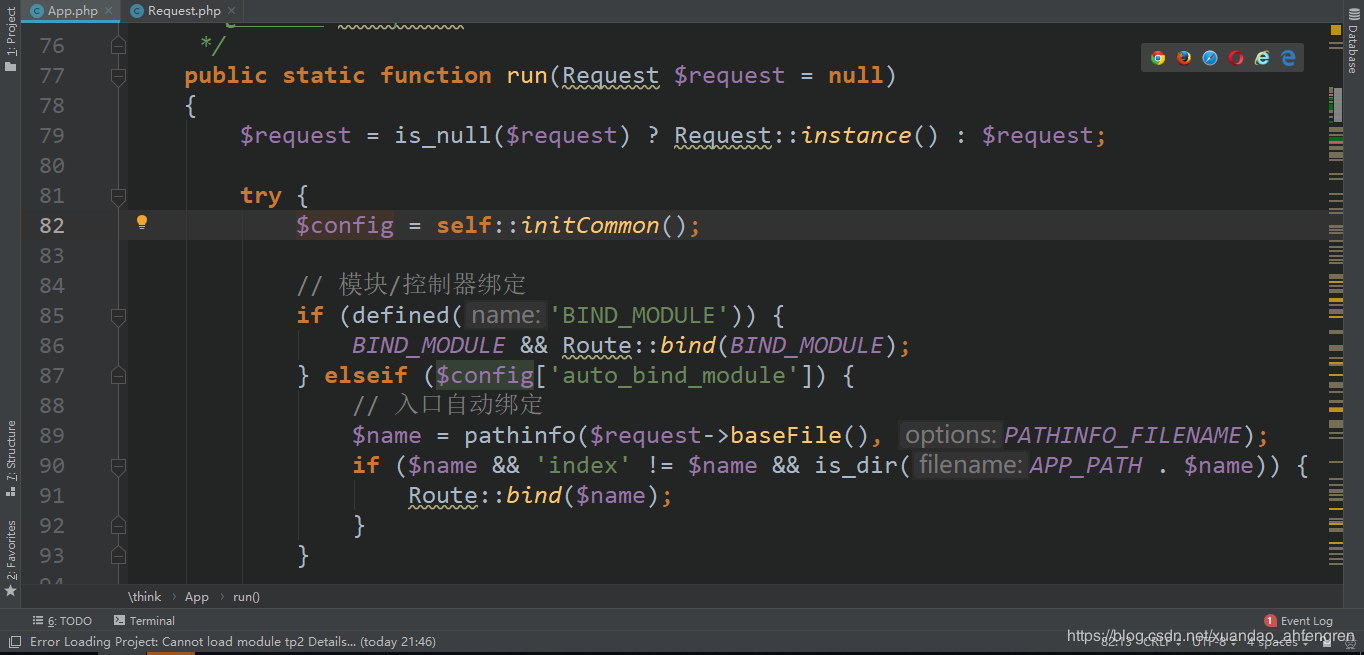 App.php
Request.php
1: Project
Database
76 */
77 public static function run(Request $request = null)
78 {
79 $request = is_null($request) ? Request::instance() : $request;
80
81 try {
82 $config = self::initCommon();
83
84 // 模块/控制器绑定
85 if (defined( name: 'BIND_MODULE')) {
86 BIND_MODULE && Route::bind(BIND_MODULE);
87 } elseif ($config['auto_bind_module']) {
88 // 入口自动绑定
89 $name = pathinfo($request->baseFile(), options: PATHINFO_FILENAME);
90 if ($name && 'index' != $name && is_dir( filename: APP_PATH . $name)) {
91 Route::bind($name);
92 }
93 }
7: Structure
2: Favorites
\think › App › run()
6: TODO Terminal
1 Event Log
Error Loading Project: Cannot load module tp2 Details... (today 21:46)
82:13 CRLF UTF-8 4 spaces
https://blog.csdn.net/xuandao_ahfengren